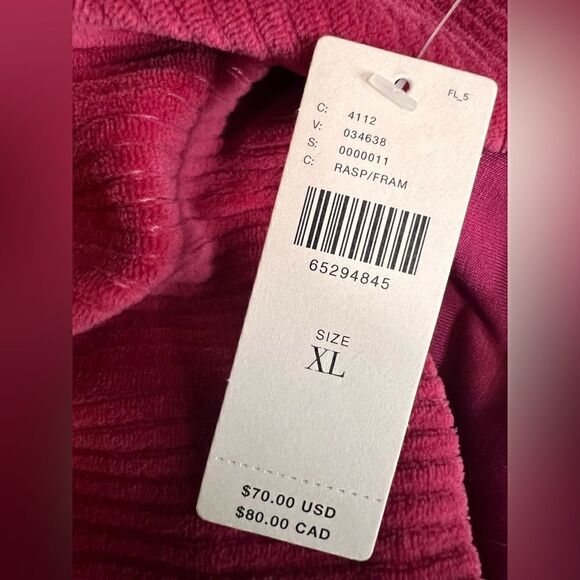 FL_5
C: 4112
V: 034638
S: 0000011
C: RASP/FRAM
65294845
SIZE
XL
$70.00 USD
$80.00 CAD